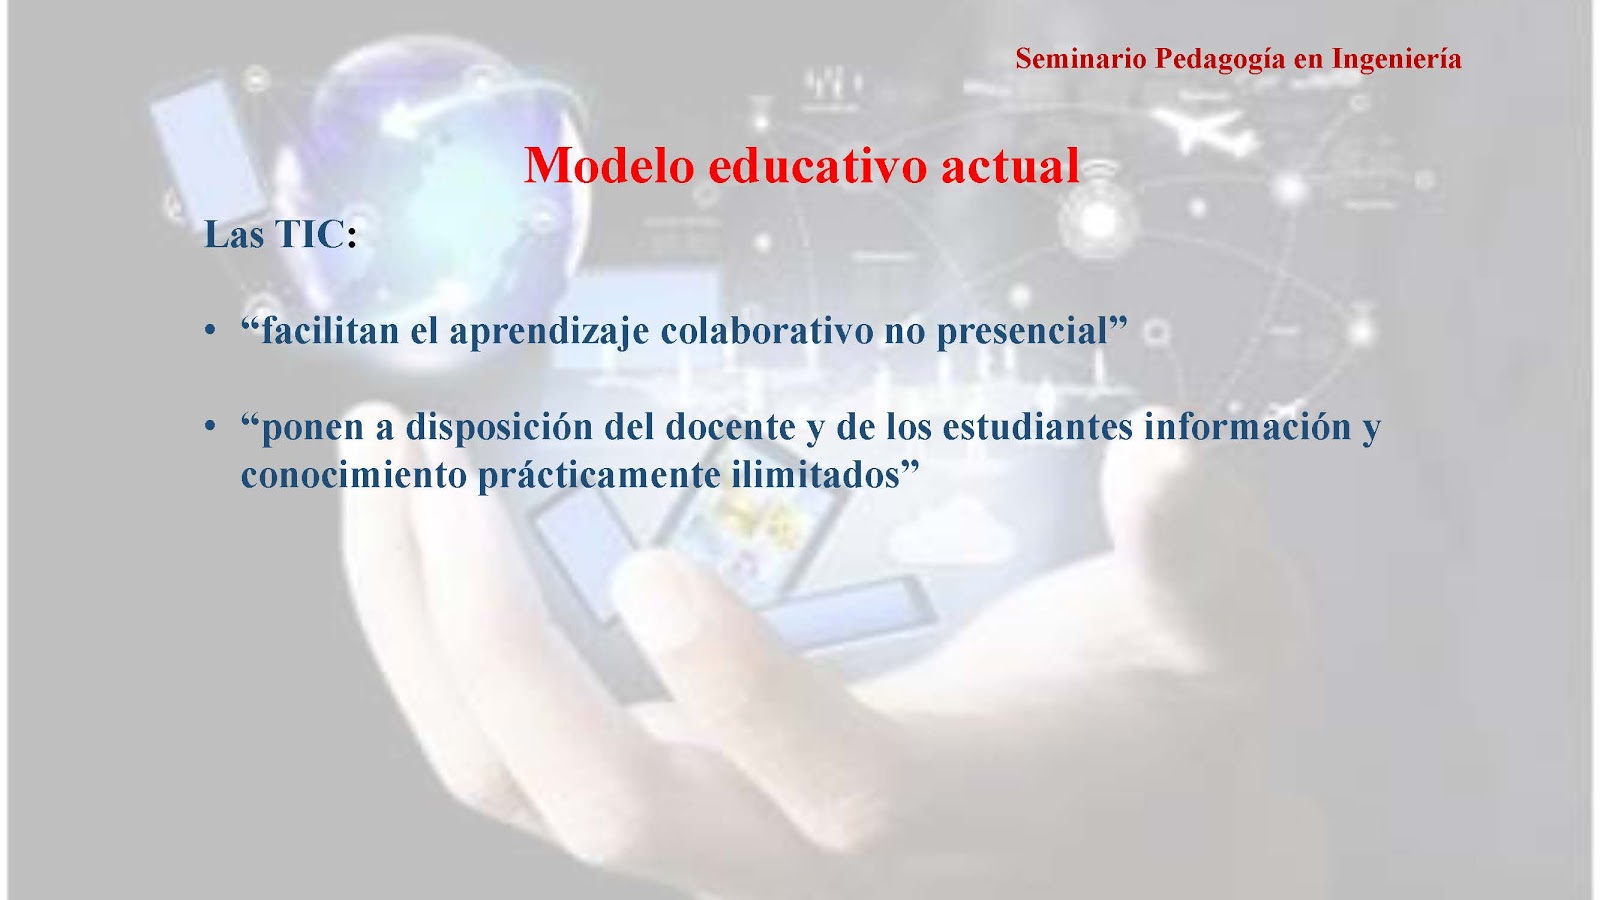 Seminario Pedagogía en Ingeniería
Modelo educativo actual
Las TIC:
• “facilitan el aprendizaje colaborativo no presencial”
• “ponen a disposición del docente y de los estudiantes información y
conocimiento prácticamente ilimitados”